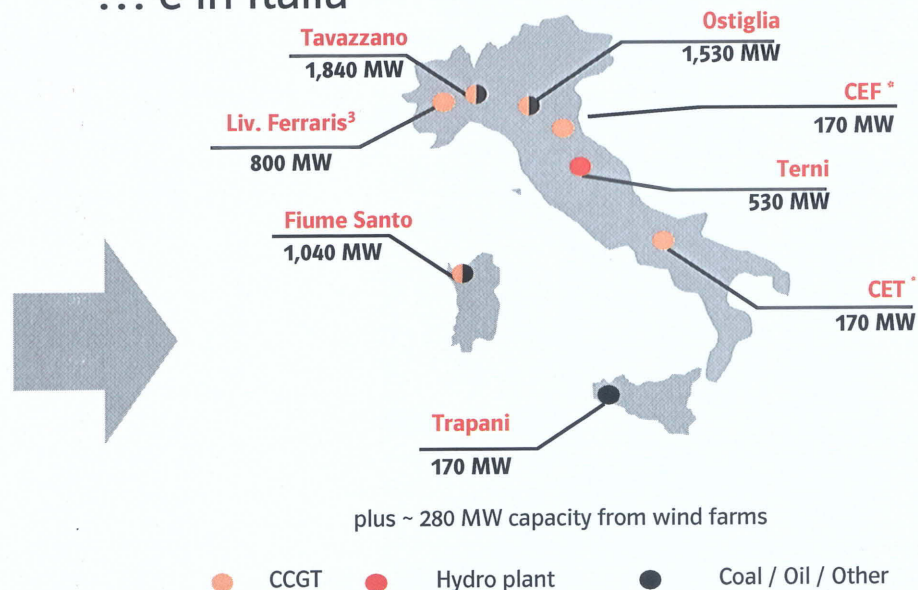 ... e in Italia
Ostiglia
1,530 MW
Tavazzano
1,840 MW
CEF *
170 MW
Liv. Ferraris³
800 MW
Terni
530 MW
Fiume Santo
1,040 MW
CET *
170 MW
Trapani
170 MW
plus ~ 280 MW capacity from wind farms
CCGT
Hydro plant
Coal / Oil / Other